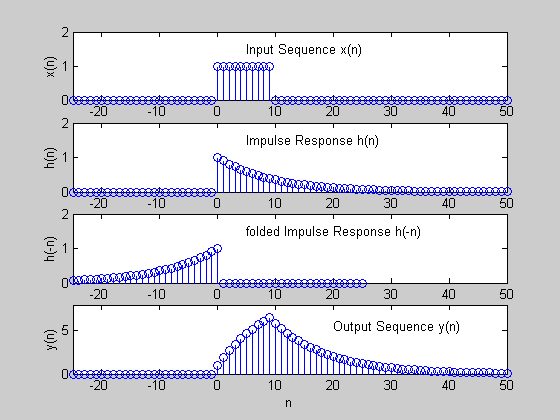 2
Input Sequence x(n)
x(n)
1
0
-20 -10 0 10 20 30 40 50
2
Impulse Response h(n)
h(n)
1
0
-20 -10 0 10 20 30 40 50
2
folded Impulse Response h(-n)
h(-n)
1
0
-20 -10 0 10 20 30 40 50
Output Sequence y(n)
y(n)
5
0
-20 -10 0 10 20 30 40 50
n